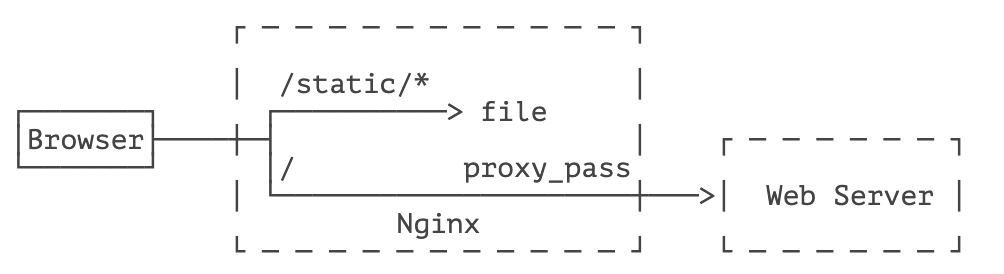 /static/*
file
Browser
/ proxy_pass
Web Server
Nginx